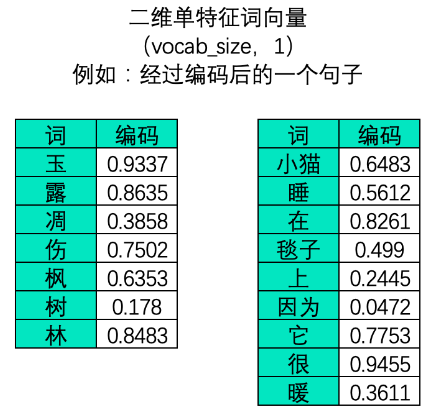 二维单特征词向量
（vocab_size，1）
例如：经过编码后的一个句子
词 编码
玉 0.9337
露 0.8635
凋 0.3858
伤 0.7502
枫 0.6353
树 0.178
林 0.8483
词 编码
小猫 0.6483
睡 0.5612
在 0.8261
毯子 0.499
上 0.2445
因为 0.0472
它 0.7753
很 0.9455
暖 0.3611